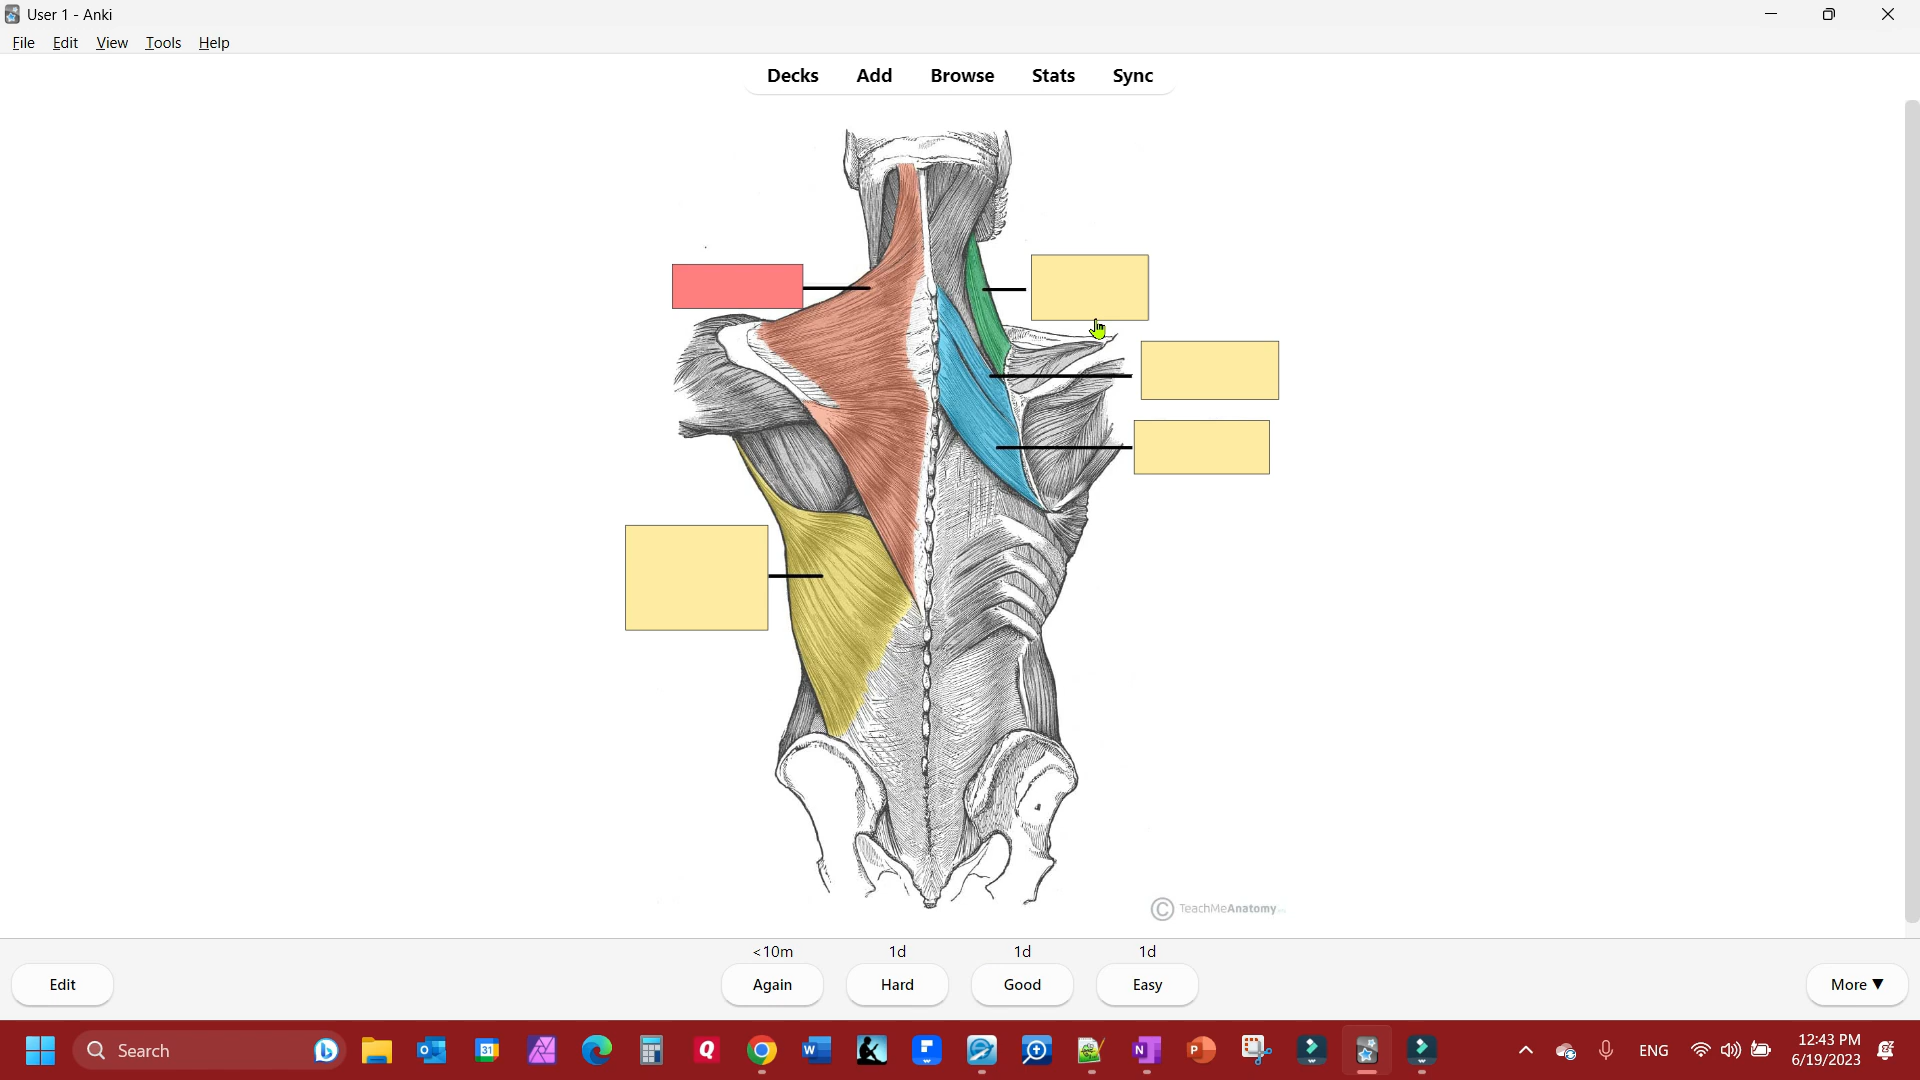 User 1 - Anki
File Edit View Tools Help
Decks Add Browse Stats Sync
© TeachMeAnatomy
<10m 1d 1d 1d
Edit Again Hard Good Easy More ▼
Search ENG 12:43 PM
6/19/2023